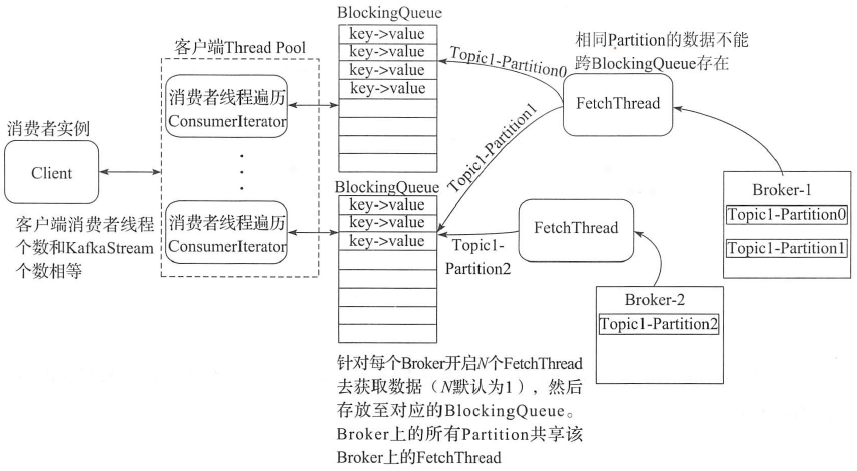 消费者实例
Client
客户端消费者线程
个数和KafkaStream
个数相等
客户端Thread Pool
消费者线程遍历
ConsumerIterator
消费者线程遍历
ConsumerIterator
BlockingQueue
key->value
key->value
key->value
key->value
BlockingQueue
key->value
key->value
key->value
Topic1-Partition0
Topic1-Partition1
Topic1-
Partition2
相同Partition的数据不能
跨BlockingQueue存在
FetchThread
FetchThread
Broker-1
Topic1-Partition0
Topic1-Partition1
Broker-2
Topic1-Partition2
针对每个Broker开启N个FetchThread
去获取数据（N默认为1），然后
存放至对应的BlockingQueue。
Broker上的所有Partition共享该
Broker上的FetchThread